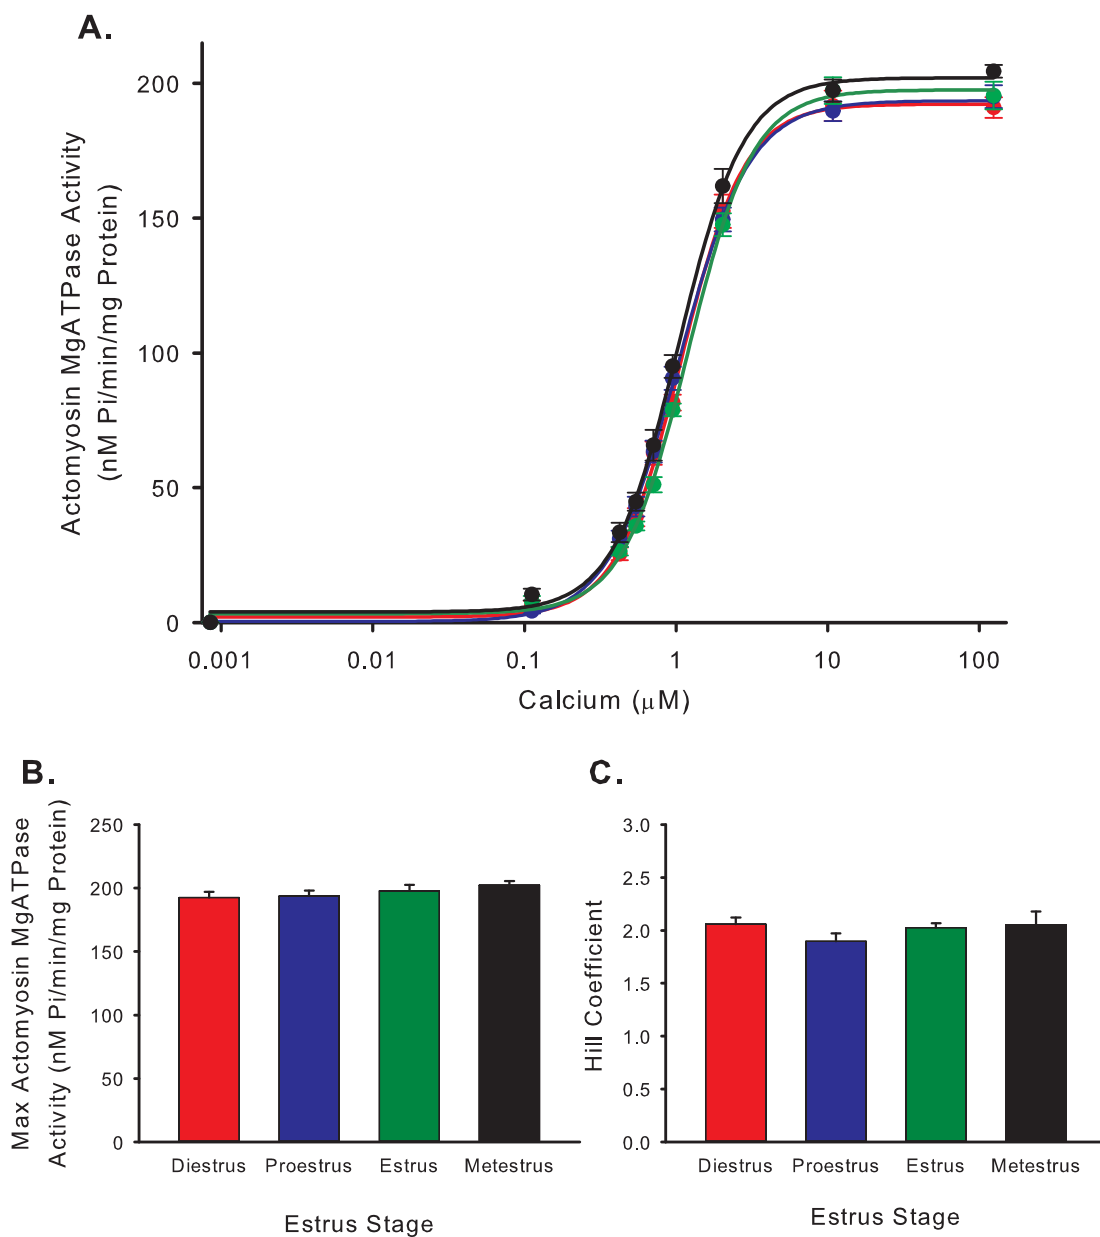 A.
Actomyosin MgATPase Activity
(nM Pi/min/mg Protein)
200
150
100
50
0
0.001 0.01 0.1 1 10 100
Calcium (μM)
B.
Max Actomyosin MgATPase
Activity (nM Pi/min/mg Protein)
250
200
150
100
50
0
Diestrus Proestrus Estrus Metestrus
Estrus Stage
C.
Hill Coefficient
3.0
2.5
2.0
1.5
1.0
0.5
0.0
Diestrus Proestrus Estrus Metestrus
Estrus Stage